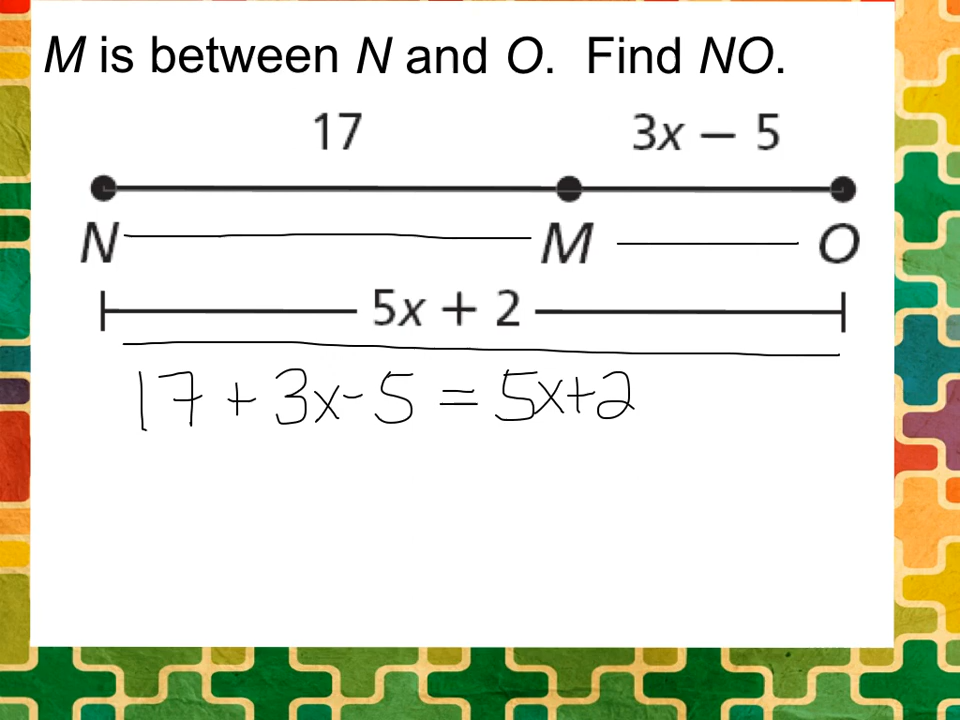 M is between N and O. Find NO.
17 3x – 5
N M O
5x + 2
17 + 3x - 5 = 5x + 2